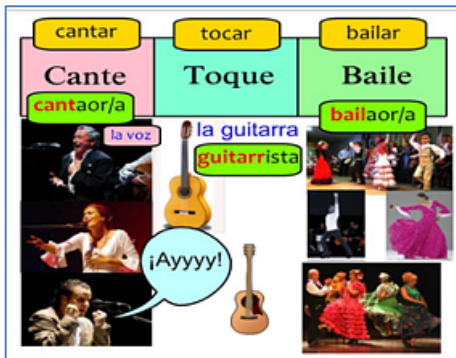 cantar
tocar
bailar
Cante
Toque
Baile
cantaor/a
la voz
la guitarra
guitarrista
bailaor/a
¡Ayyyy!